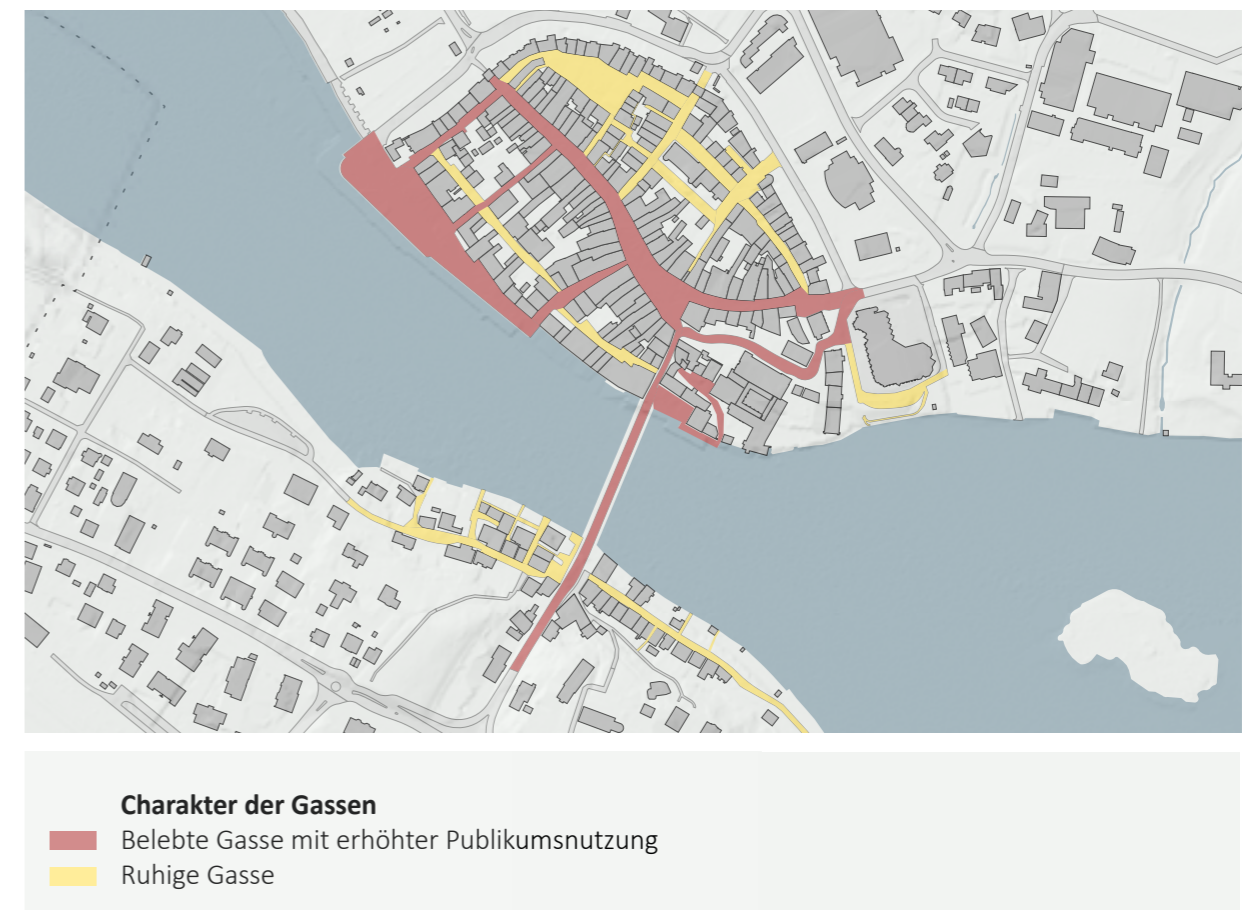 Charakter der Gassen
Belebte Gasse mit erhöhter Publikumsnutzung
Ruhige Gasse